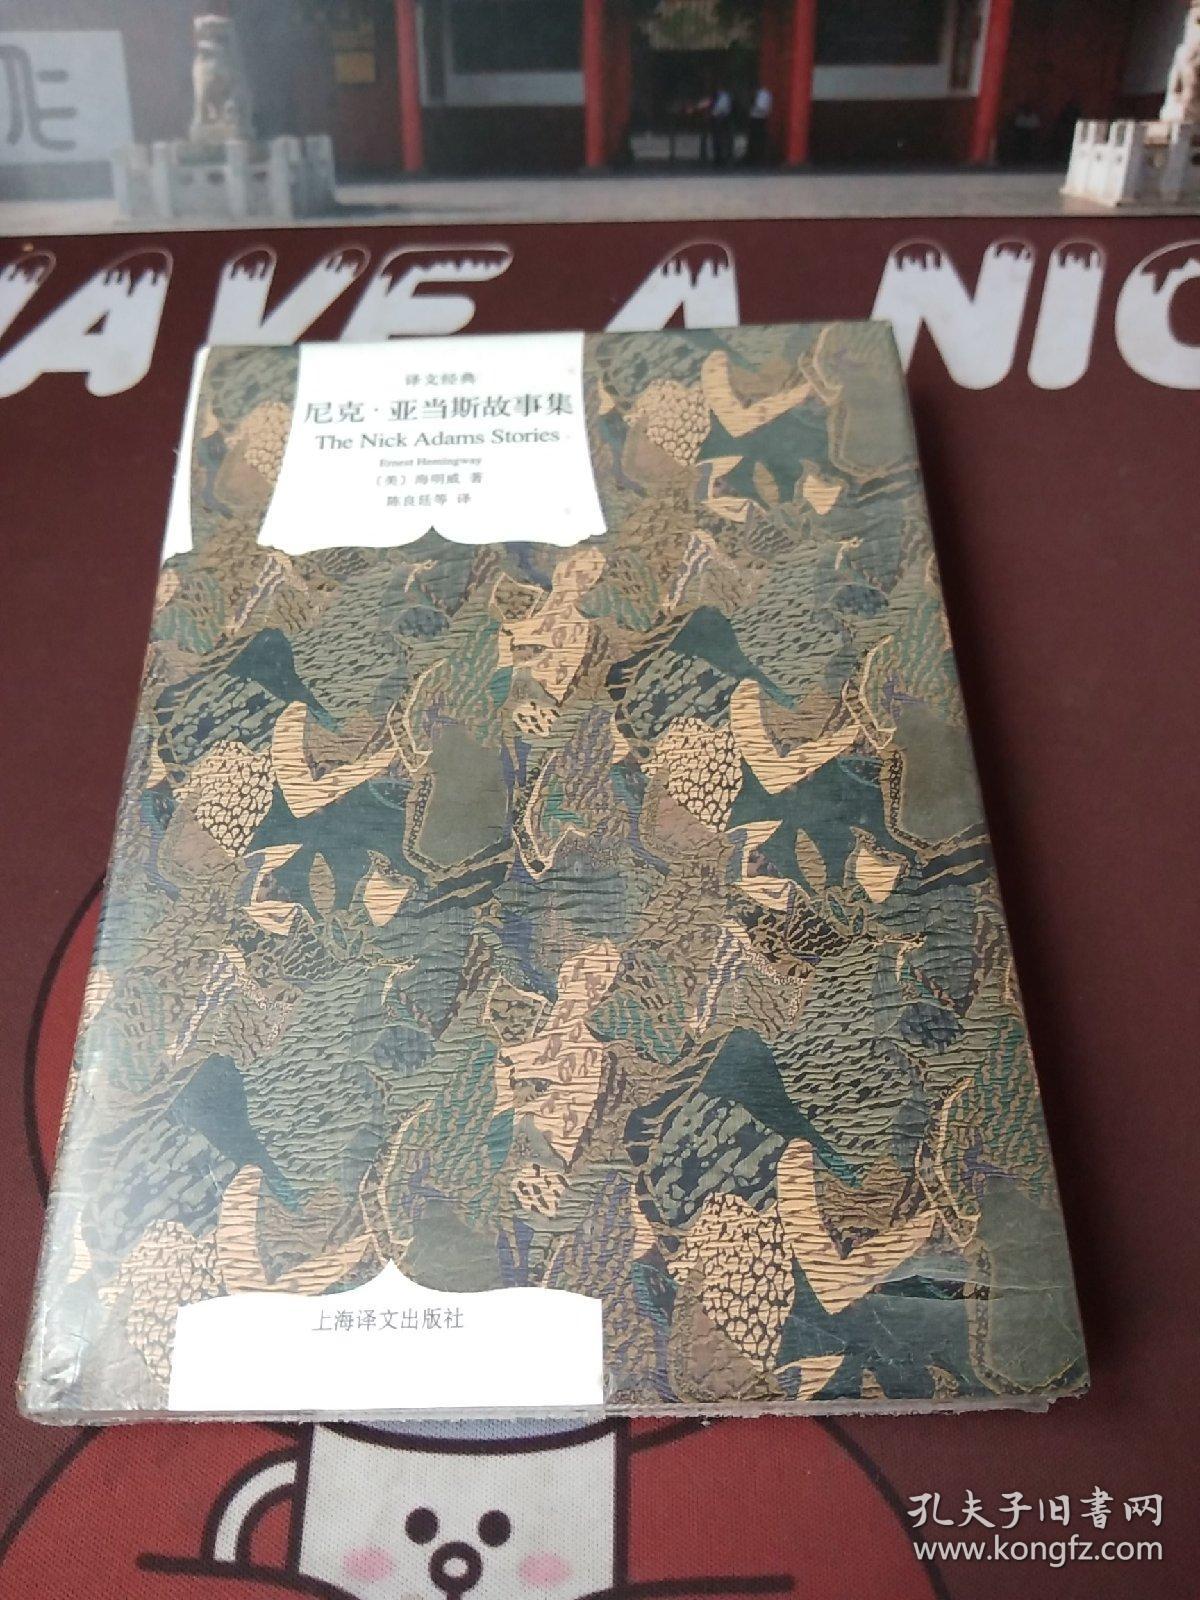 HAVE A NIC
译文经典
尼克·亚当斯故事集
The Nick Adams Stories
Ernest Hemingway
（美）海明威 著
陈良廷等 译
上海译文出版社
孔夫子旧书网
www.kongfz.com